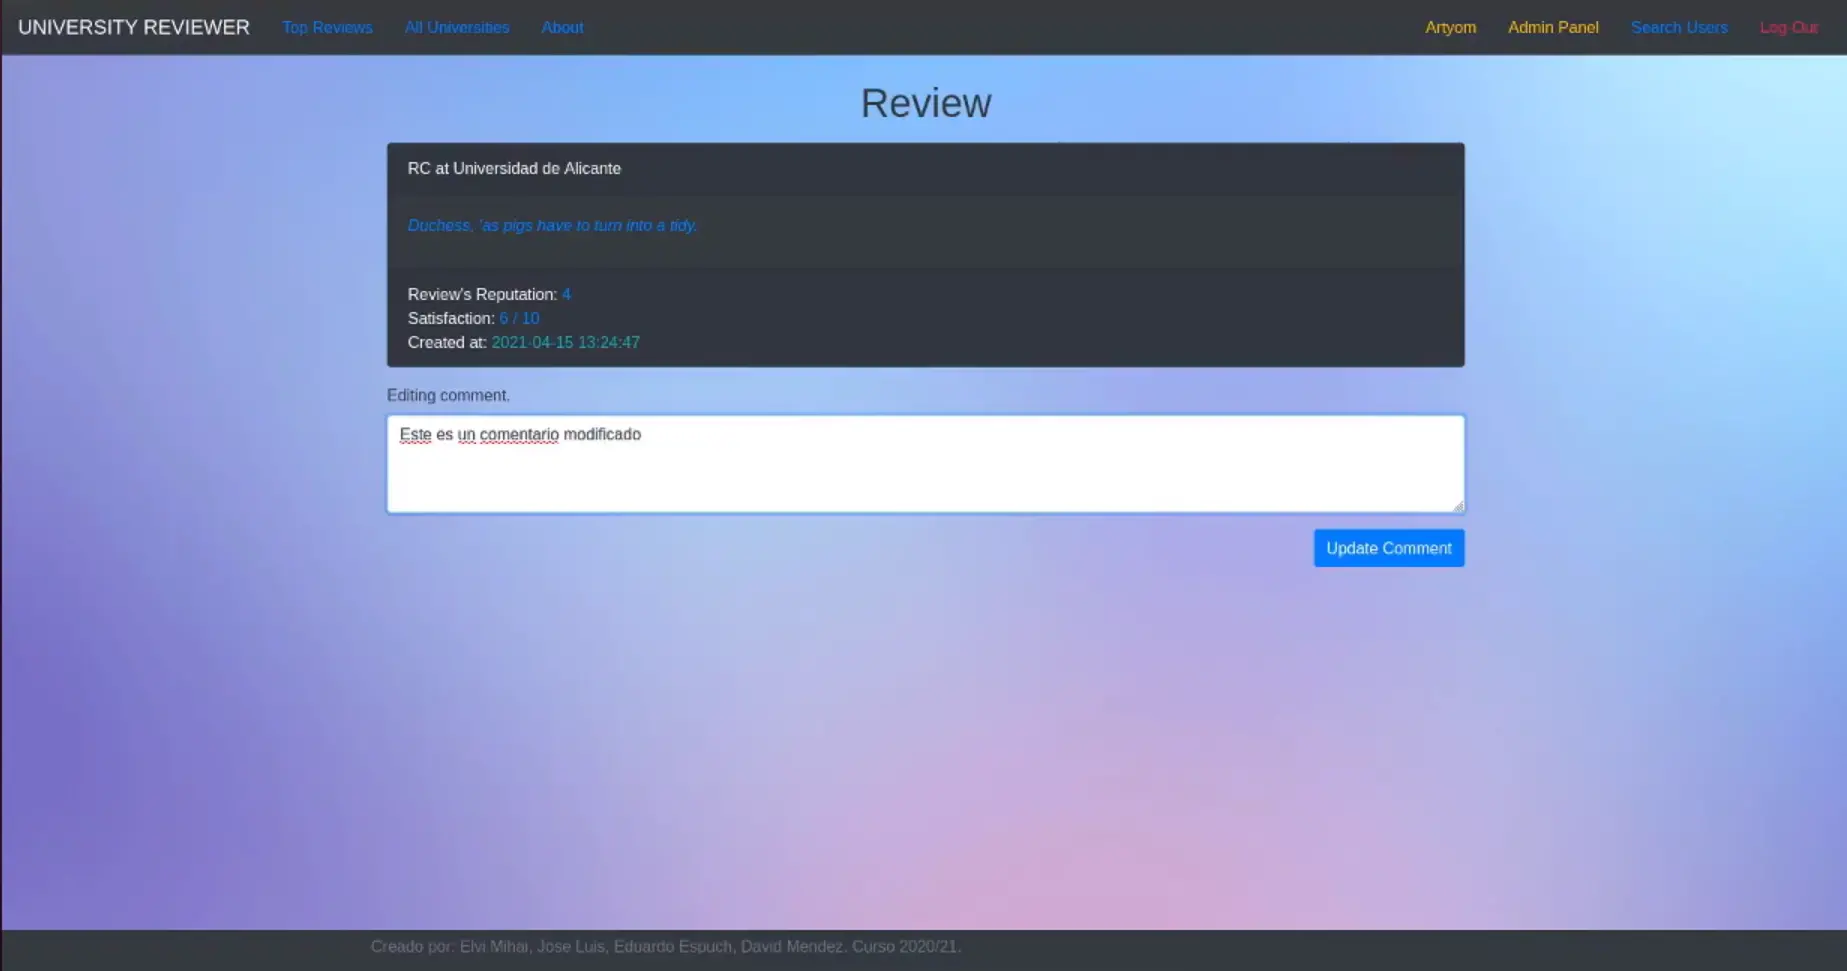 UNIVERSITY REVIEWER Top Reviews All Universities About Artyom Admin Panel Search Users Log Out
Review
RC at Universidad de Alicante
Duchess, 'as pigs have to turn into a tidy.
Review's Reputation: 4
Satisfaction: 6 / 10
Created at: 2021-04-15 13:24:47
Editing comment.
Este es un comentario modificado
Update Comment
Creado por: Elvi Mihai, Jose Luis, Eduardo Espuch, David Mendez. Curso 2020/21.